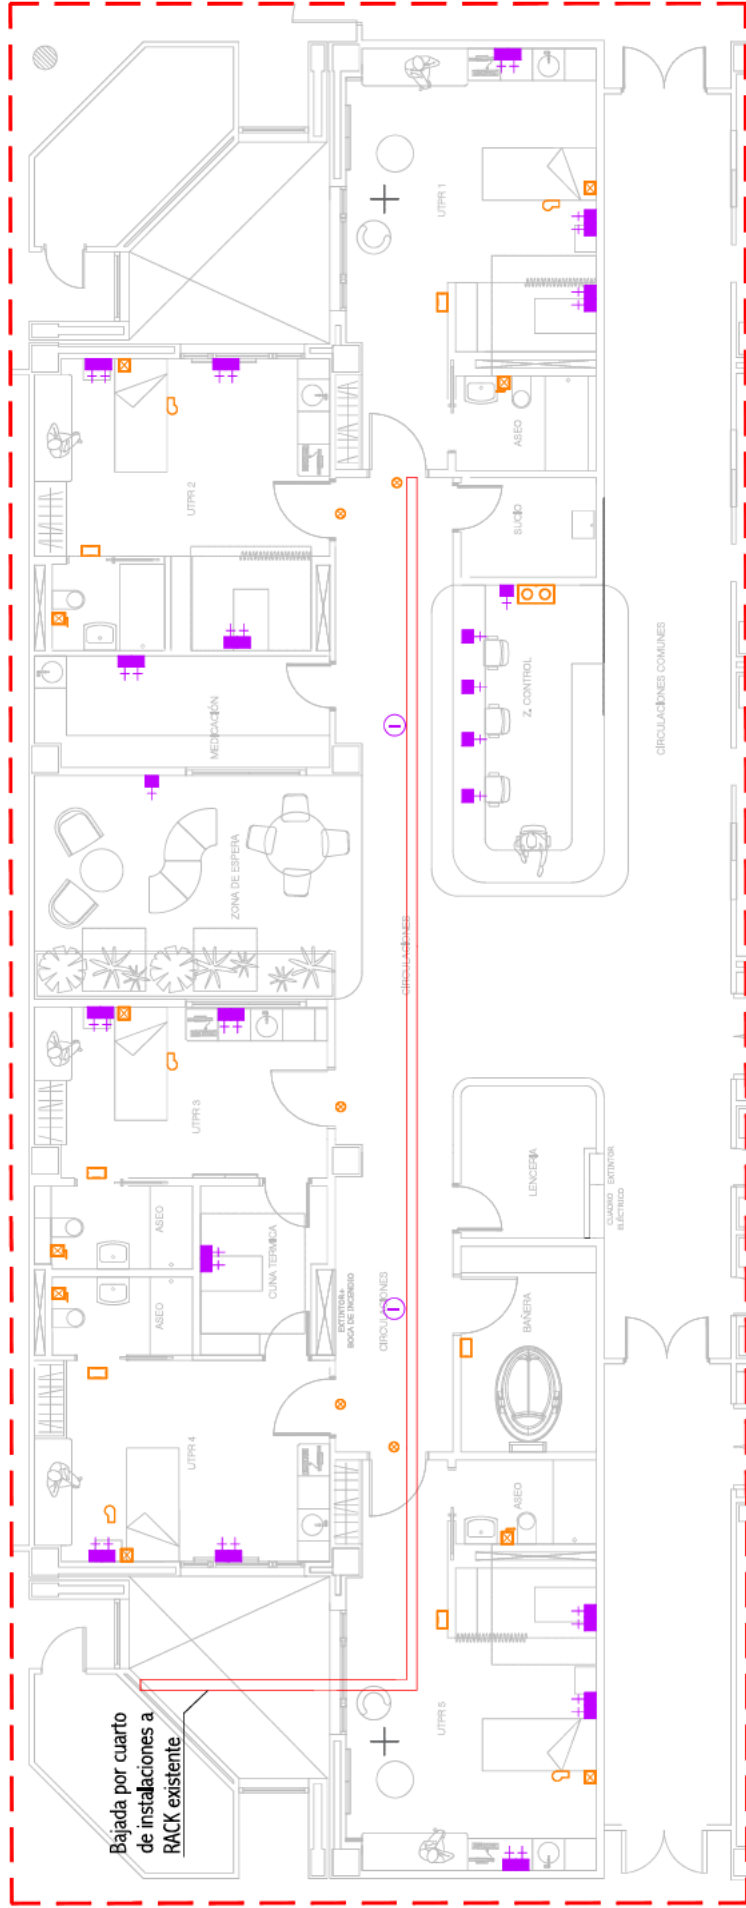 UTPR 1
ASEO
UTPR 2
SUCIO
MEDICACIÓN
Z. CONTROL
CIRCULACIONES COMUNES
ZONA DE ESPERA
CIRCULACIONES
UTPR 3
ASEO
ASEO
CUNA TERMICA
EXTINTOR+
BOCA DE INCENDIO
CIRCULACIONES
LENCERÍA
CUADRO
ELÉCTRICO
EXTINTOR
BAÑERA
UTPR 4
ASEO
UTPR 5
Bajada por cuarto
de instalaciones a
RACK existente